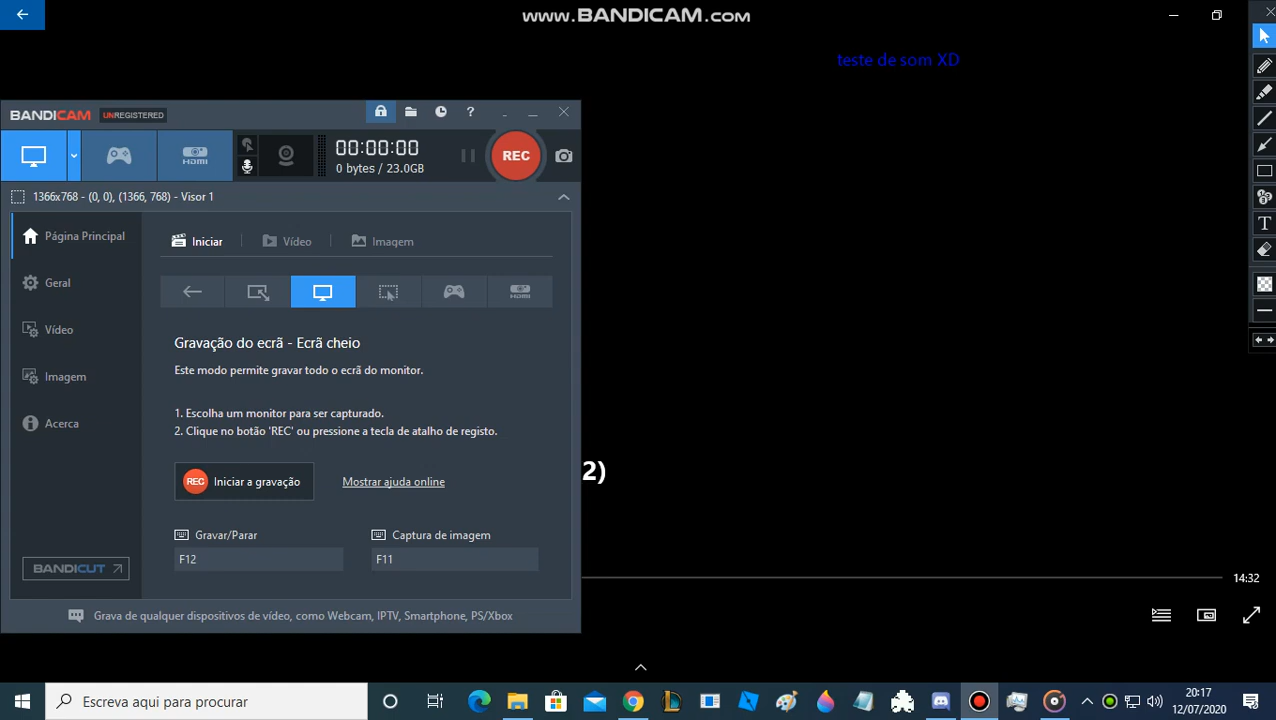 www.BANDICAM.com
teste de som XD
BANDICAM UNREGISTERED
?
HDMI
00:00:00
0 bytes / 23.0GB
REC
1366x768 - (0, 0), (1366, 768) - Visor 1
Página Principal
Geral
Vídeo
Imagem
Acerca
Iniciar
Vídeo
Imagem
HDMI
Gravação do ecrã - Ecrã cheio
Este modo permite gravar todo o ecrã do monitor.
1. Escolha um monitor para ser capturado.
2. Clique no botão 'REC' ou pressione a tecla de atalho de registo.
REC Iniciar a gravação
Mostrar ajuda online
Gravar/Parar
F12
Captura de imagem
F11
BANDICUT
Grava de qualquer dispositivos de vídeo, como Webcam, IPTV, Smartphone, PS/Xbox
2)
14:32
T
Escreva aqui para procurar
20:17
12/07/2020